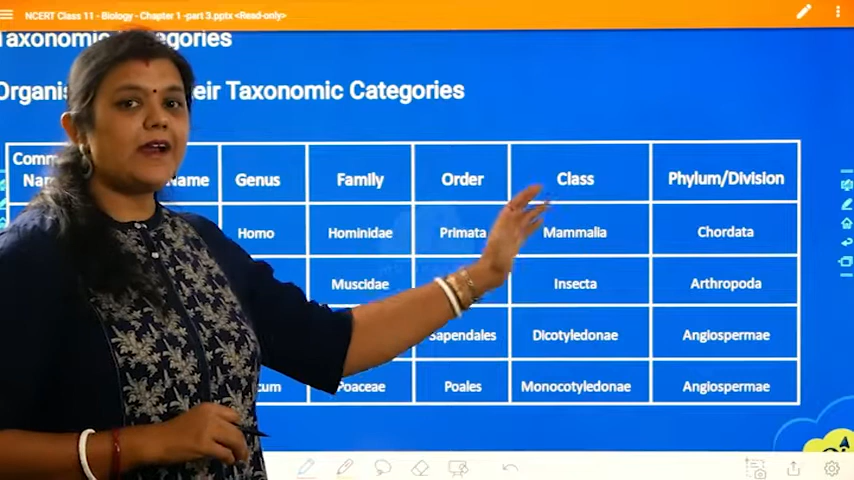 NCERT Class 11 - Biology - Chapter 1 -part 3.pptx <Read-only>
Taxonomic Categories
Organis eir Taxonomic Categories
Comm
Nam Name Genus Family Order Class Phylum/Division
Homo Hominidae Primata Mammalia Chordata
Muscidae Insecta Arthropoda
Sapendales Dicotyledonae Angiospermae
cum Poaceae Poales Monocotyledonae Angiospermae